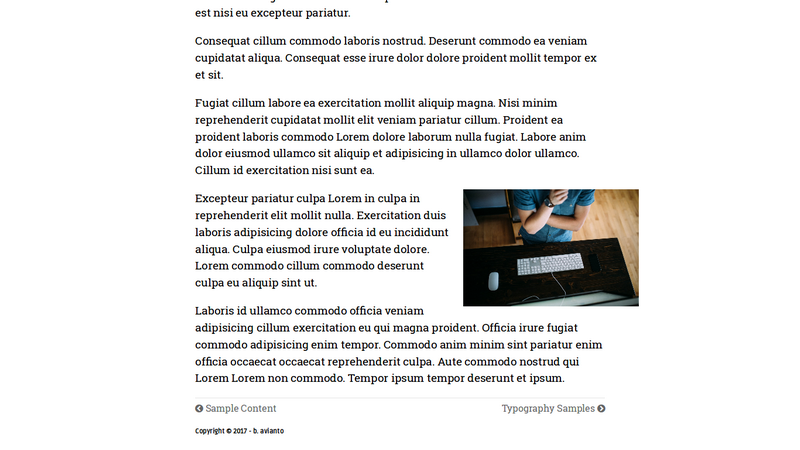 est nisi eu excepteur pariatur.
Consequat cillum commodo laboris nostrud. Deserunt commodo ea veniam
cupidatat aliqua. Consequat esse irure dolor dolore proident mollit tempor ex
et sit.
Fugiat cillum labore ea exercitation mollit aliquip magna. Nisi minim
reprehenderit cupidatat mollit elit veniam pariatur cillum. Proident ea
proident laboris commodo Lorem dolore laborum nulla fugiat. Labore anim
dolor eiusmod ullamco sit aliquip et adipisicing in ullamco dolor ullamco.
Cillum id exercitation nisi sunt ea.
Excepteur pariatur culpa Lorem in culpa in
reprehenderit elit mollit nulla. Exercitation duis
laboris adipisicing dolore officia id eu incididunt
aliqua. Culpa eiusmod irure voluptate dolore.
Lorem commodo cillum commodo deserunt
culpa eu aliquip sint ut.
Laboris id ullamco commodo officia veniam
adipisicing cillum exercitation eu qui magna proident. Officia irure fugiat
commodo adipisicing enim tempor. Commodo anim minim sint pariatur enim
officia occaecat occaecat reprehenderit culpa. Aute commodo nostrud qui
Lorem Lorem non commodo. Tempor ipsum tempor deserunt et ipsum.
Sample Content
Typography Samples
Copyright © 2017 - b. avianto